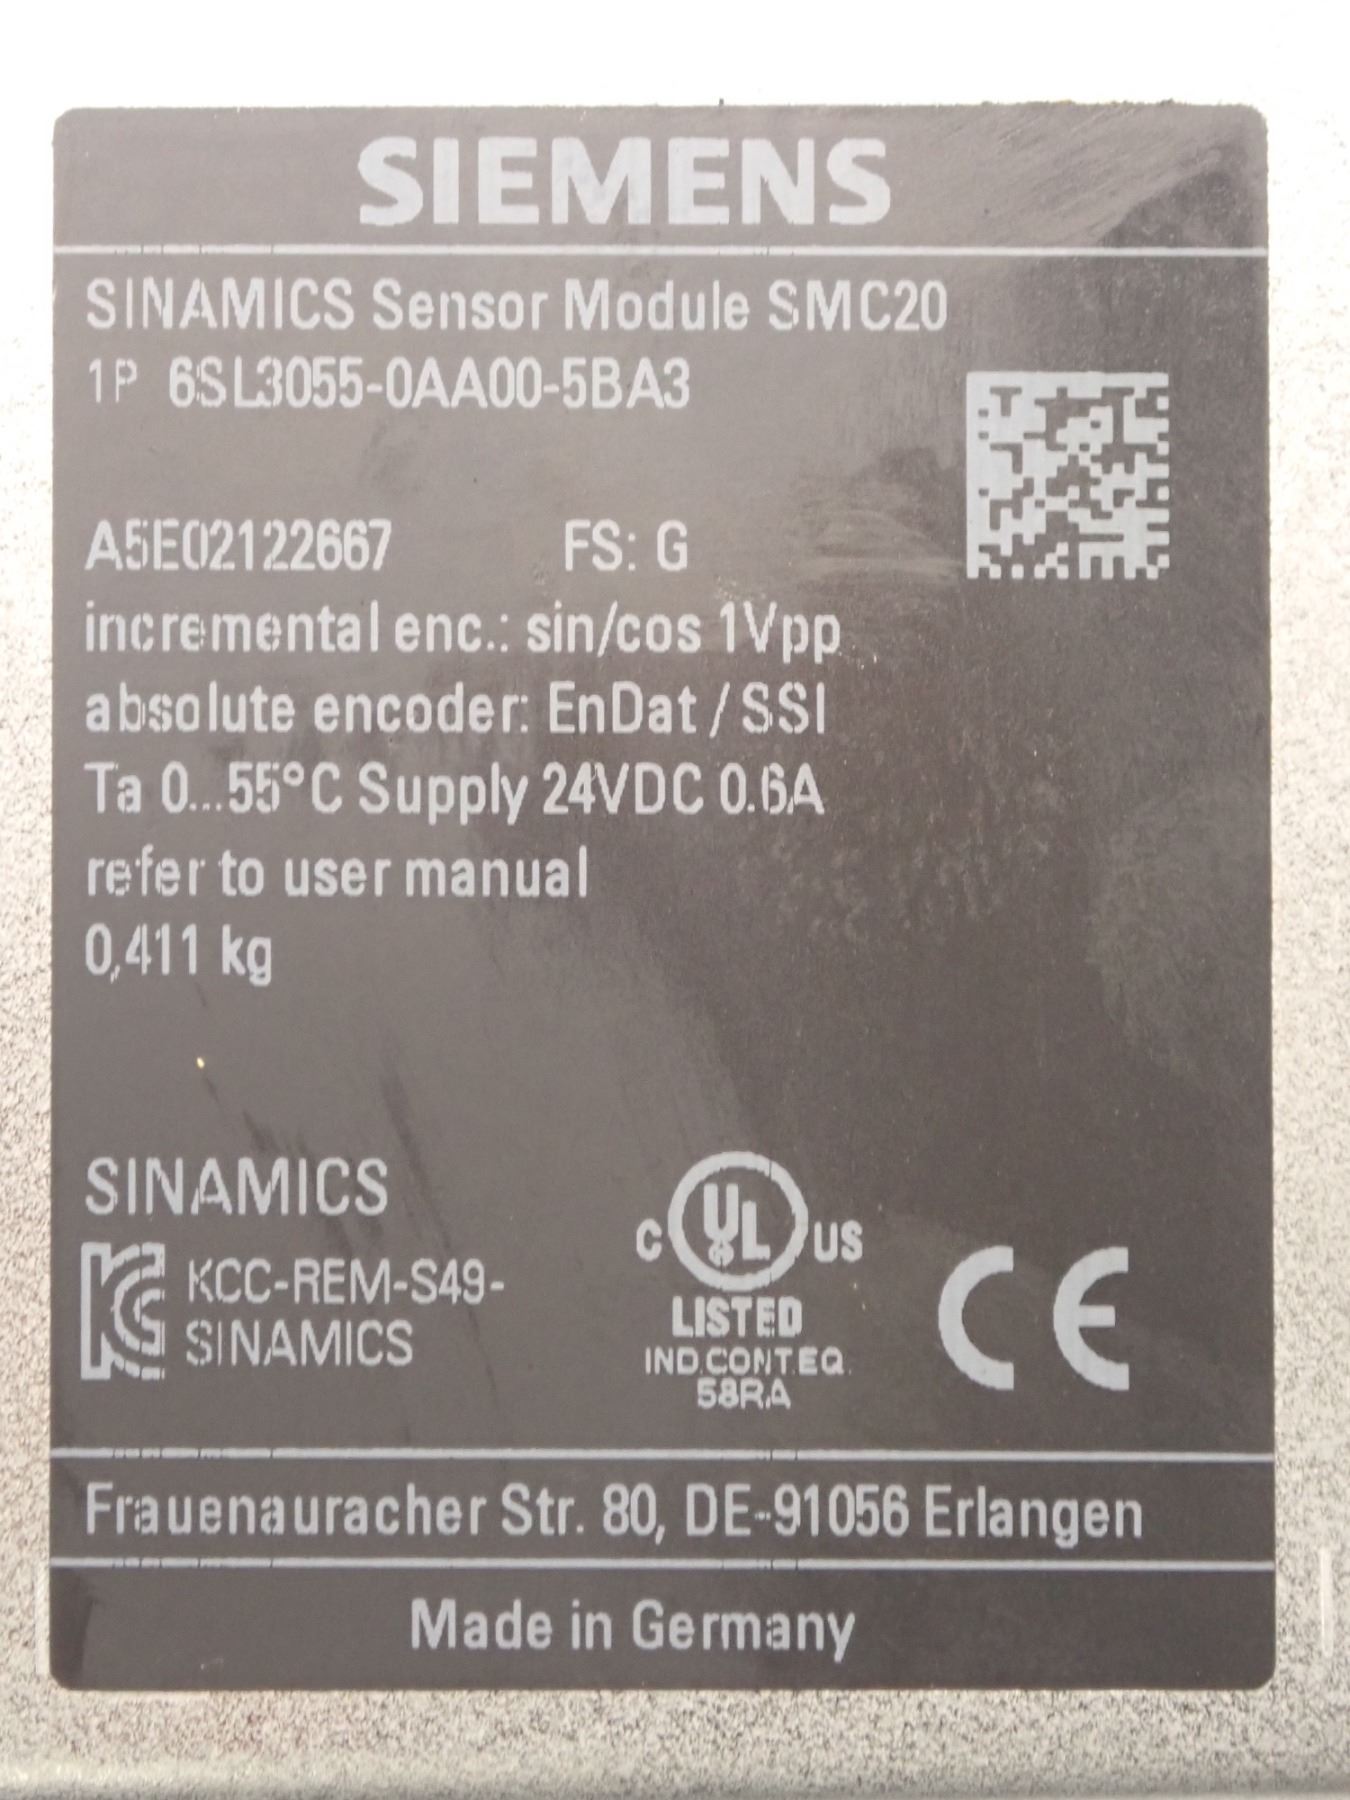 SIEMENS
SINAMICS Sensor Module SMC20
1P 6SL3055-0AA00-5BA3
A5E02122667 FS: G
incremental enc.: sin/cos 1Vpp
absolute encoder: EnDat / SSI
Ta 0...55°C Supply 24VDC 0.6A
refer to user manual
0,411 kg
SINAMICS
KCC-REM-S49-
SINAMICS
C UL US
LISTED
IND.CONT.EQ.
58RA
CE
Frauenauracher Str. 80, DE-91056 Erlangen
Made in Germany